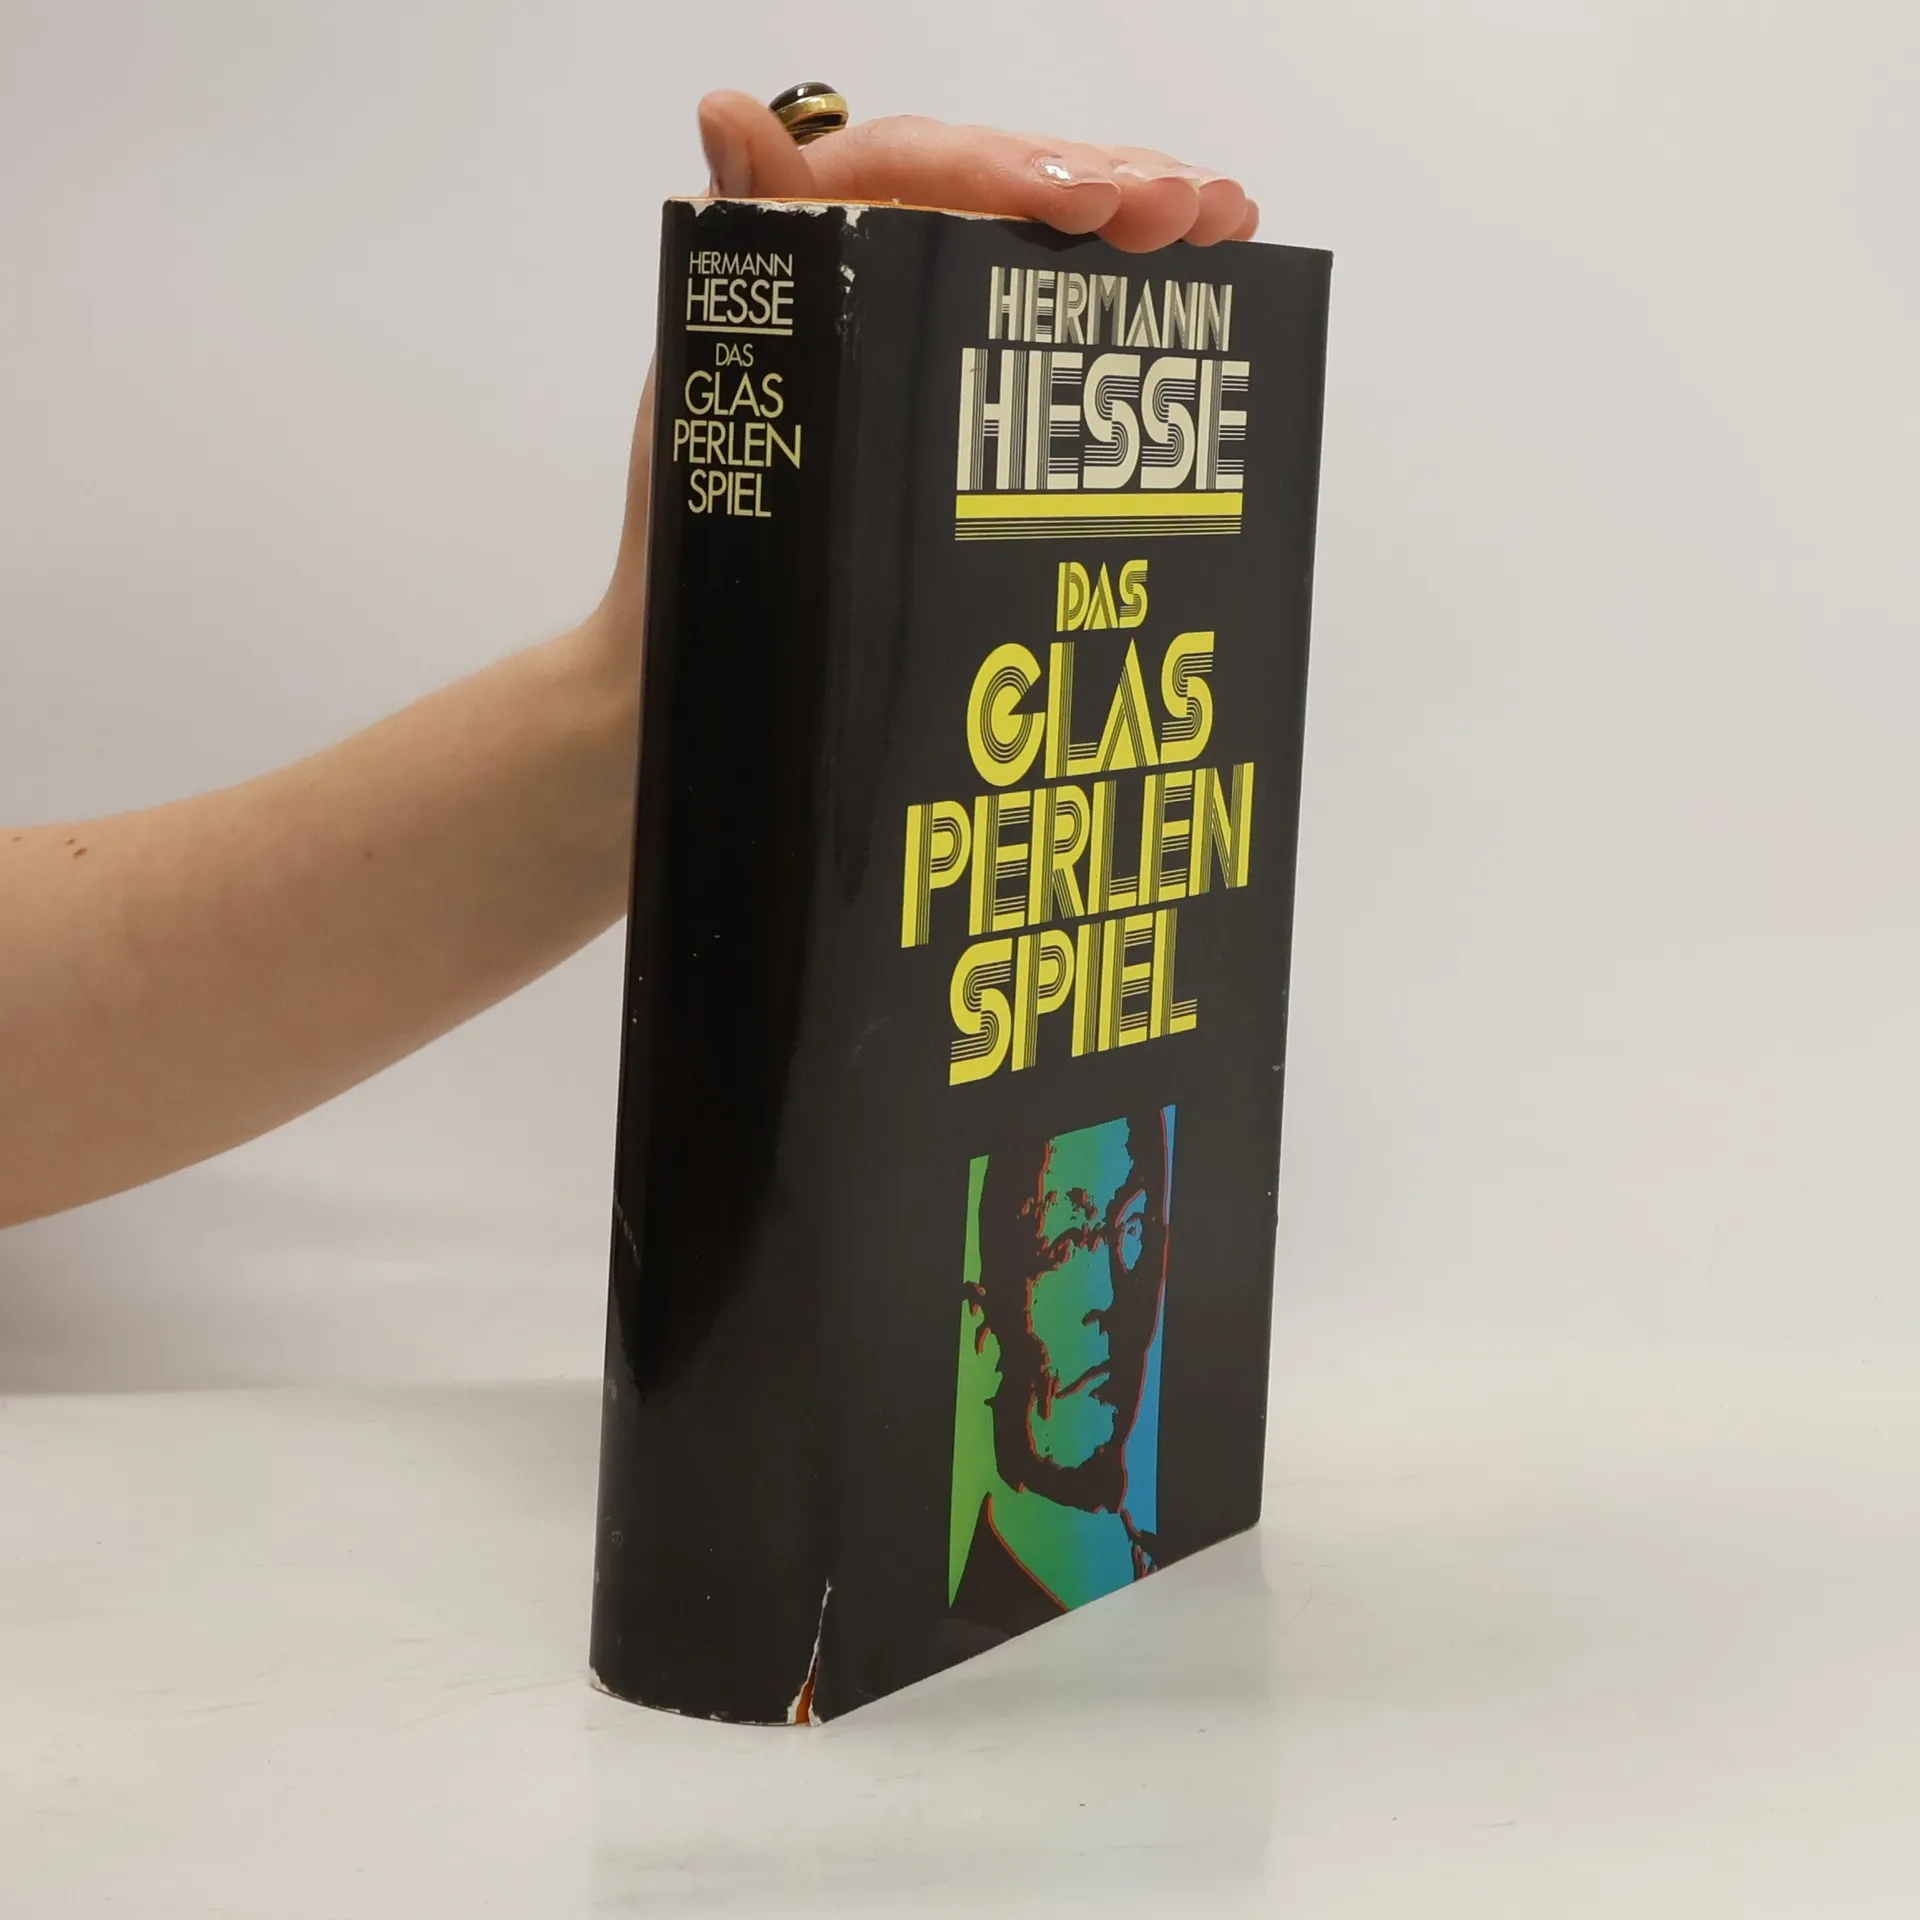 HERMANN
HESSE
DAS
GLAS
PERLEN
SPIEL
HERMANN
HESSE
DAS
GLAS
PERLEN
SPIEL